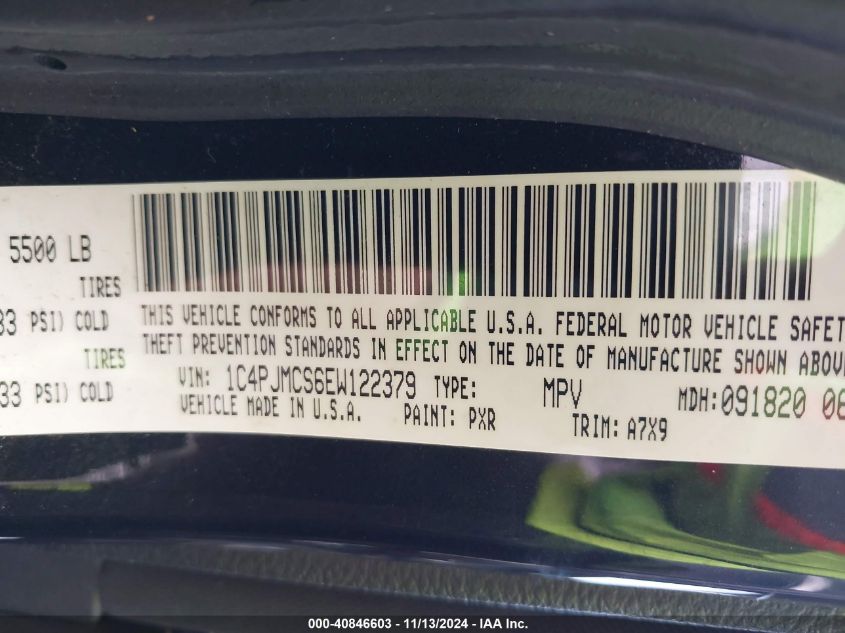 5500 LB
TIRES
33 PSI) COLD
TIRES
33 PSI) COLD
THIS VEHICLE CONFORMS TO ALL APPLICABLE U.S.A. FEDERAL MOTOR VEHICLE SAFET
THEFT PREVENTION STANDARDS IN EFFECT ON THE DATE OF MANUFACTURE SHOWN ABOV
VIN: 1C4PJMCS6EW122379 TYPE: MPV MDH:091820 08
VEHICLE MADE IN U.S.A. PAINT: PXR TRIM: A7X9
000-40846603 - 11/13/2024 - IAA Inc.